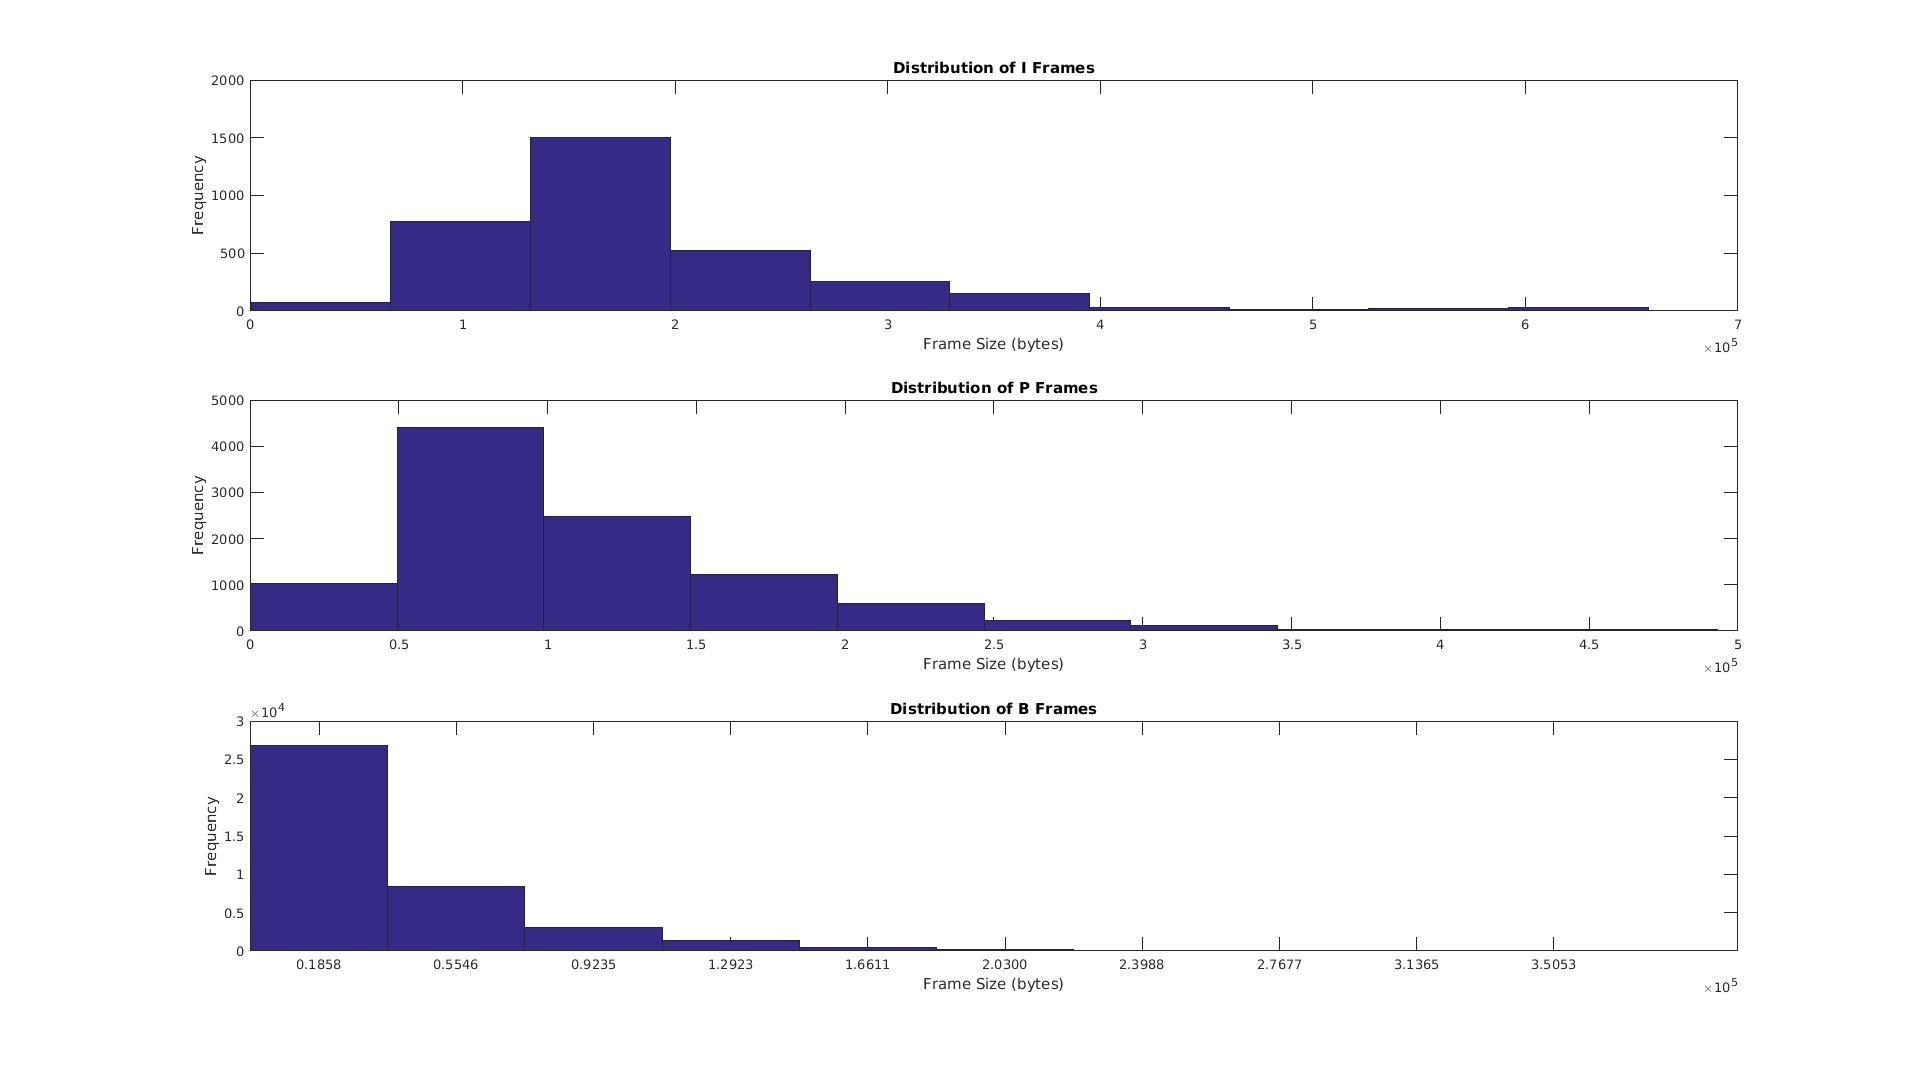 Distribution of I Frames
2000
1500
1000
500
0
Frequency
0 1 2 3 4 5 6 7
Frame Size (bytes)
×10^5
Distribution of P Frames
5000
4000
3000
2000
1000
0
Frequency
0 0.5 1 1.5 2 2.5 3 3.5 4 4.5 5
Frame Size (bytes)
×10^5
Distribution of B Frames
×10^4
3
2.5
2
1.5
1
0.5
0
Frequency
0.1858 0.5546 0.9235 1.2923 1.6611 2.0300 2.3988 2.7677 3.1365 3.5053
Frame Size (bytes)
×10^5